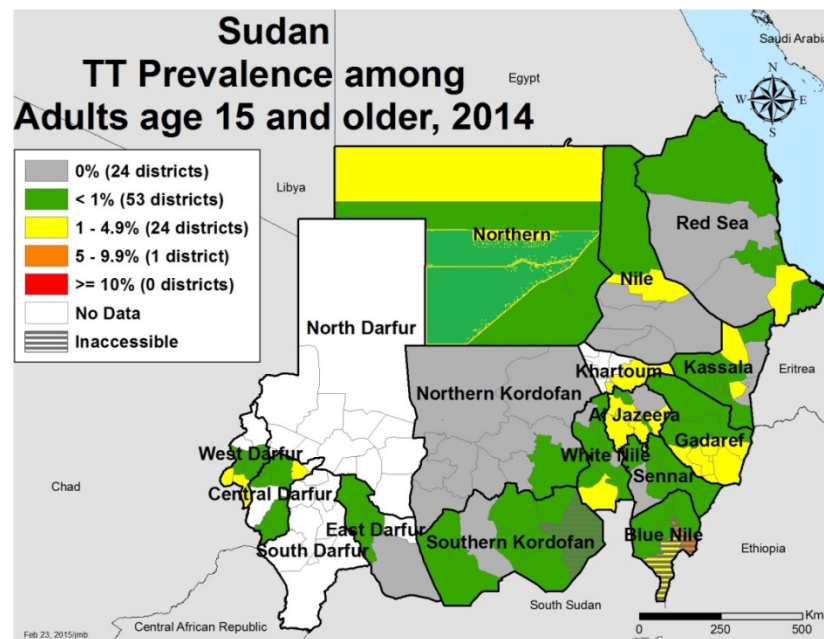 Sudan
TT Prevalence among
Adults age 15 and older, 2014
Saudi Arabia
Egypt
N
W E
S
0% (24 districts)
< 1% (53 districts)
1 - 4.9% (24 districts)
5 - 9.9% (1 district)
>= 10% (0 districts)
No Data
Inaccessible
Libya
Northern
Red Sea
Nile
North Darfur
Khartoum
Kassala
Eritrea
Northern Kordofan
Al Jazeera
Gadaref
West Darfur
White Nile
Sennar
Chad
Central Darfur
East Darfur
Southern Kordofan
Blue Nile
South Darfur
Ethiopia
South Sudan
Central African Republic
Feb 23, 2015/jmb
Km
0 250 500